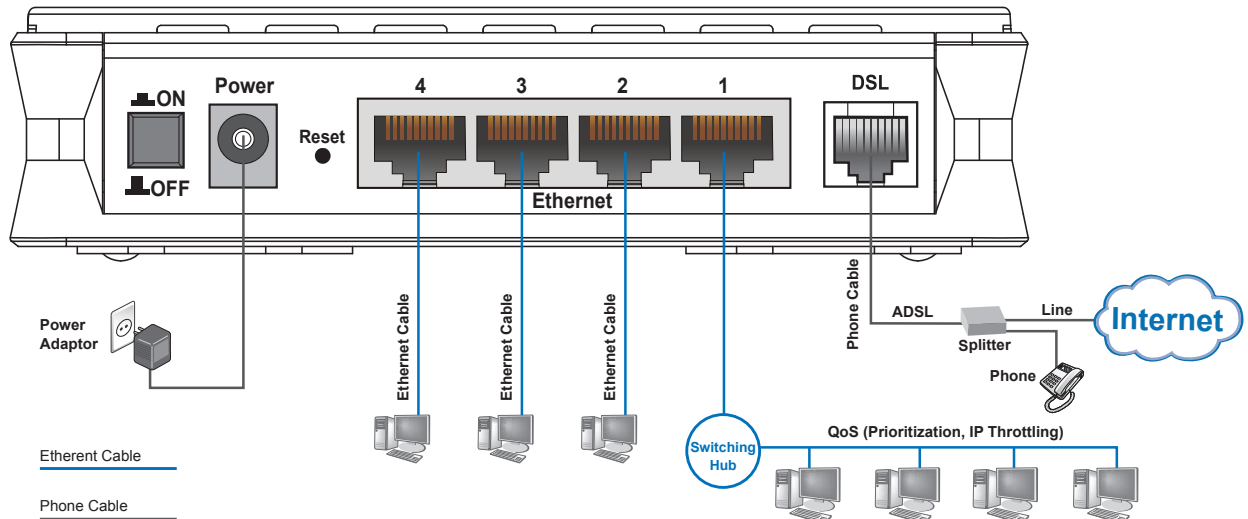 ON
OFF
Power
Reset
4
3
2
1
Ethernet
DSL
Power
Adaptor
Ethernet Cable
Ethernet Cable
Ethernet Cable
Phone Cable
ADSL
Splitter
Line
Internet
Phone
Switching
Hub
QoS (Prioritization, IP Throttling)
Etherent Cable
Phone Cable